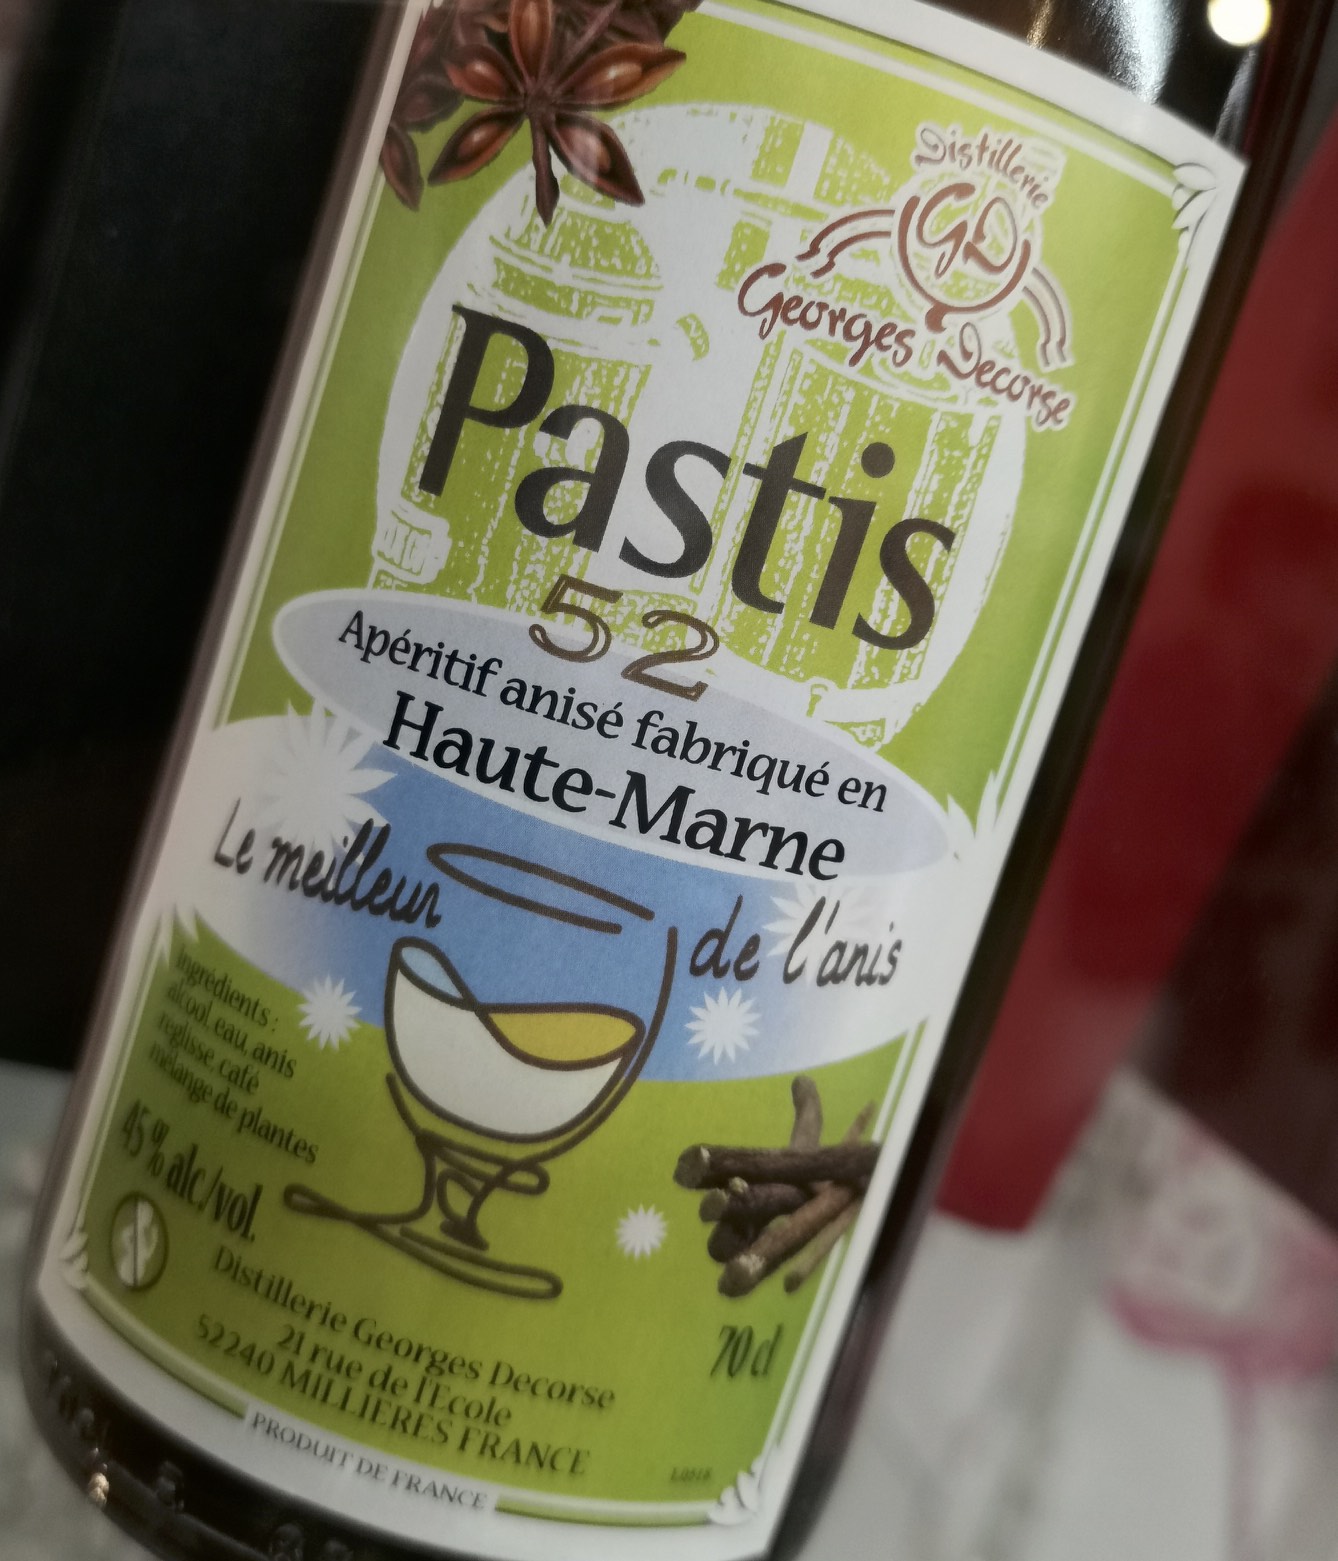 Distillerie
GD
Georges Decorse
Pastis
52
Apéritif anisé fabriqué en
Haute-Marne
Le meilleur de l'anis
ingrédients :
alcool, eau, anis
réglisse, café
mélange de plantes
45 % alc/vol.
70 cl
Distillerie Georges Decorse
21 rue de l'Ecole
52240 MILLIERES FRANCE
PRODUIT DE FRANCE